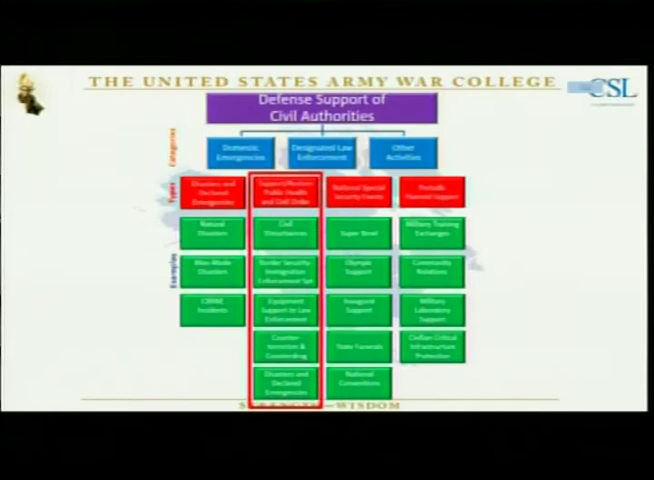 THE UNITED STATES ARMY WAR COLLEGE
CSL
Defense Support of
Civil Authorities
Categories
Domestic
Emergencies
Designated Law
Enforcement
Other
Activities
Types
Disasters and
Declared
Emergencies
Public Health
and Civil Order
National Special
Security Events
Periodic
Planned Support
Examples
Natural
Disasters
Civil
Disturbances
Super Bowl
Military Training
Exchanges
Man-Made
Disasters
Border Security-
Immigration
Enforcement Spt
Olympic
Support
Community
Relations
CBRNE
Incidents
Equipment
Support to Law
Enforcement
Inaugural
Support
Military
Laboratory
Support
Counter-
terrorism &
Counterdrug
State Funerals
Civilian Critical
Infrastructure
Protection
Disasters and
Declared
Emergencies
National
Conventions
WISDOM